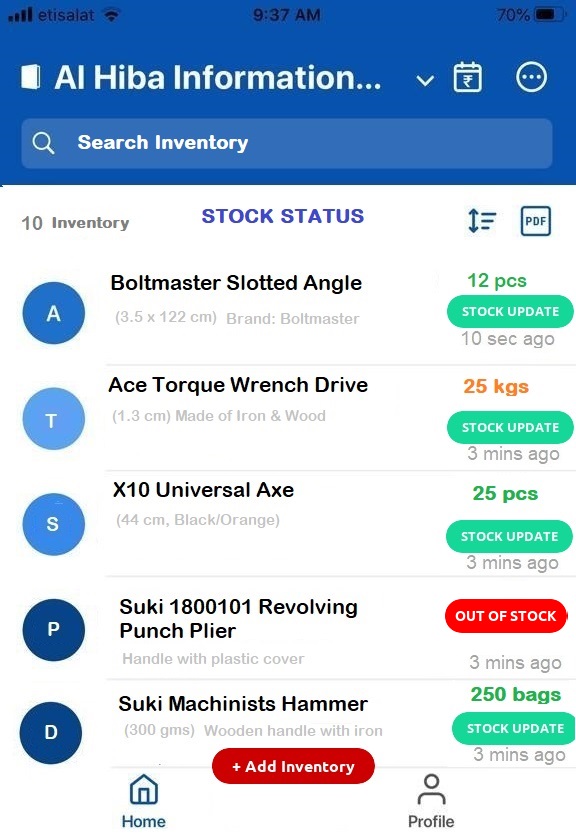 etisalat 9:37 AM 70%
Al Hiba Information...
Search Inventory
10 Inventory STOCK STATUS PDF
Boltmaster Slotted Angle 12 pcs
A (3.5 x 122 cm) Brand: Boltmaster STOCK UPDATE
10 sec ago
Ace Torque Wrench Drive 25 kgs
T (1.3 cm) Made of Iron & Wood STOCK UPDATE
3 mins ago
X10 Universal Axe 25 pcs
S (44 cm, Black/Orange) STOCK UPDATE
3 mins ago
Suki 1800101 Revolving
P Punch Plier OUT OF STOCK
Handle with plastic cover 3 mins ago
Suki Machinists Hammer 250 bags
D (300 gms) Wooden handle with iron STOCK UPDATE
3 mins ago
+ Add Inventory
Home Profile